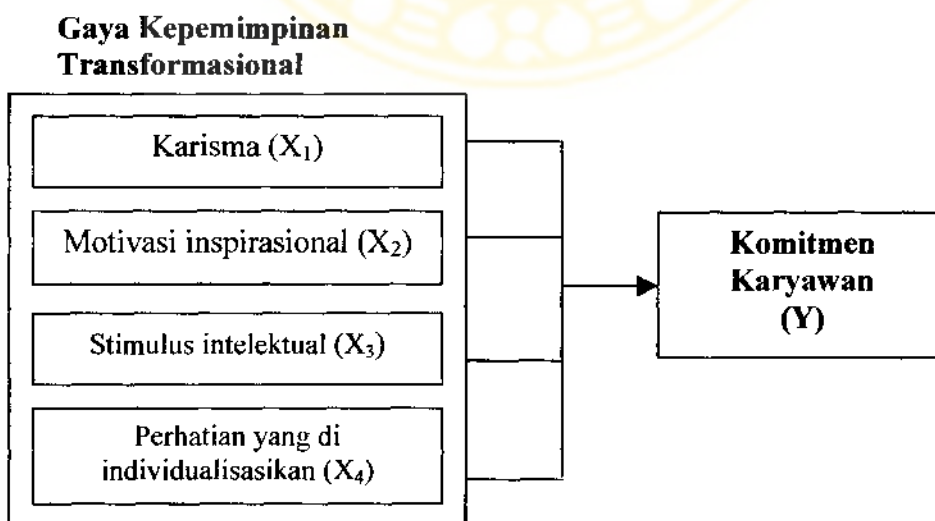 Gaya Kepemimpinan
Transformasional
Karisma (X₁)
Motivasi inspirasional (X₂)
Stimulus intelektual (X₃)
Perhatian yang di
individualisasikan (X₄)
Komitmen
Karyawan
(Y)